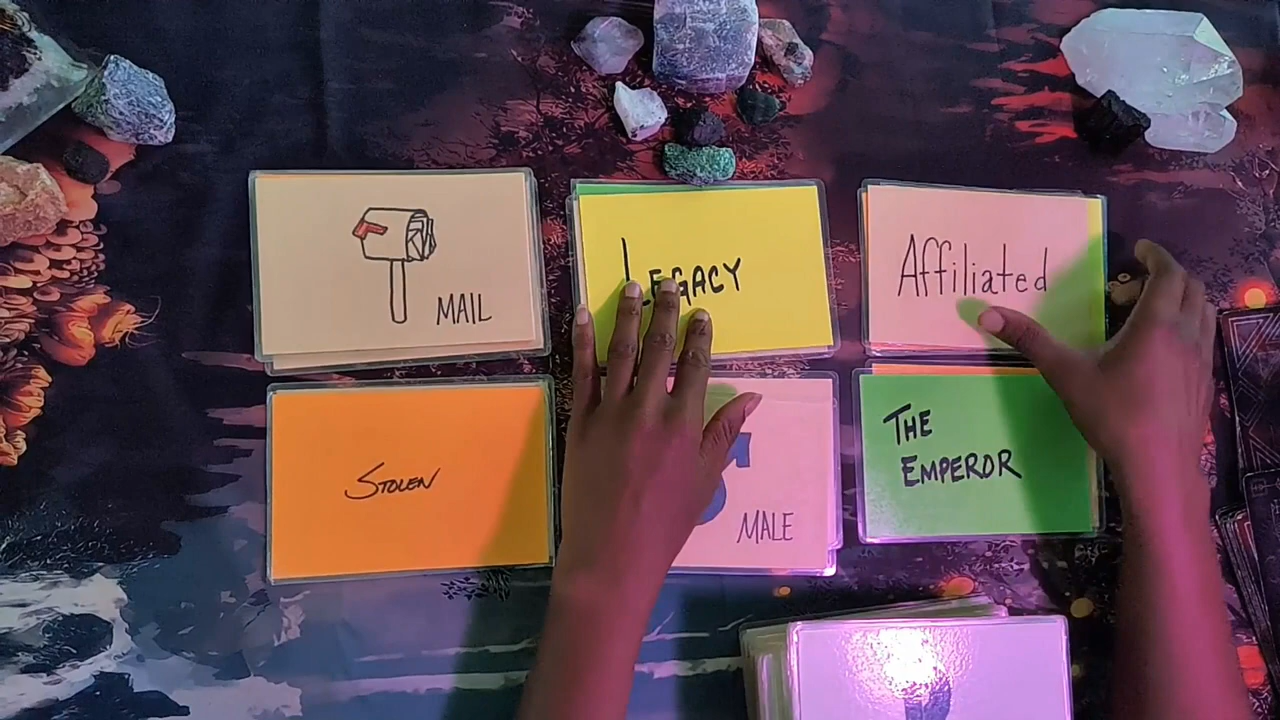 MAIL
LEGACY
Affiliated
STOLEN
MALE
THE
EMPEROR